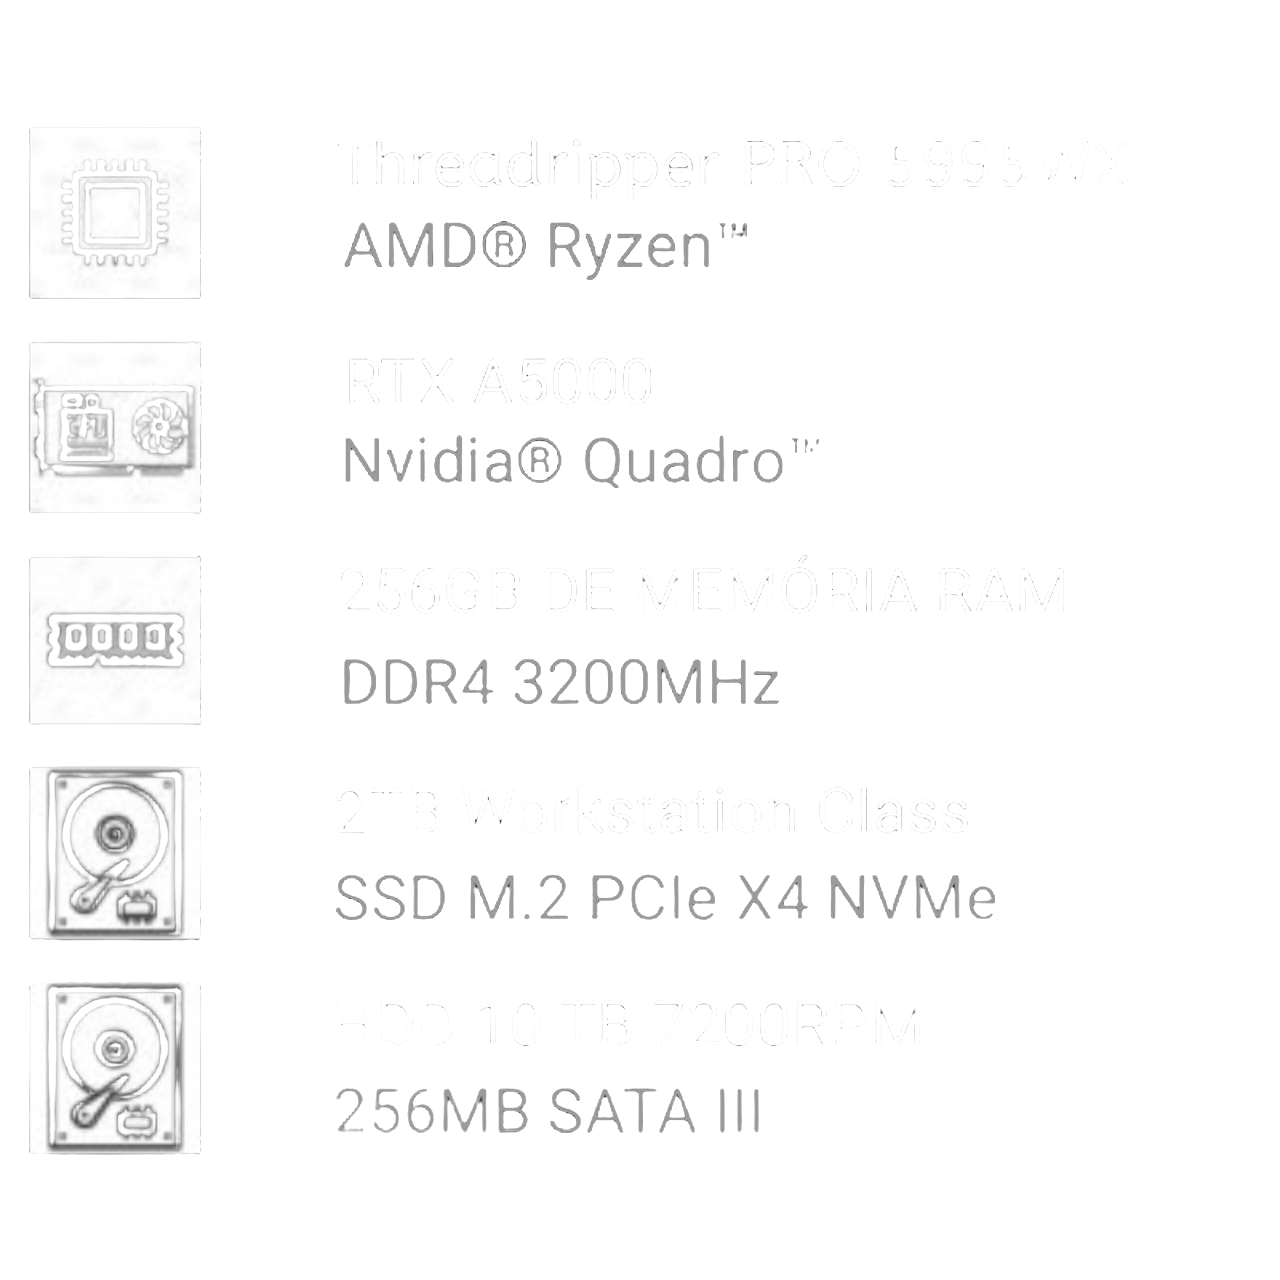 Threadripper PRO 5995WX
AMD® Ryzen™
RTX A5000
Nvidia® Quadro™
256GB DE MEMÓRIA RAM
DDR4 3200MHz
2TB Workstation Class
SSD M.2 PCIe X4 NVMe
HDD 10 TB 7200RPM
256MB SATA III